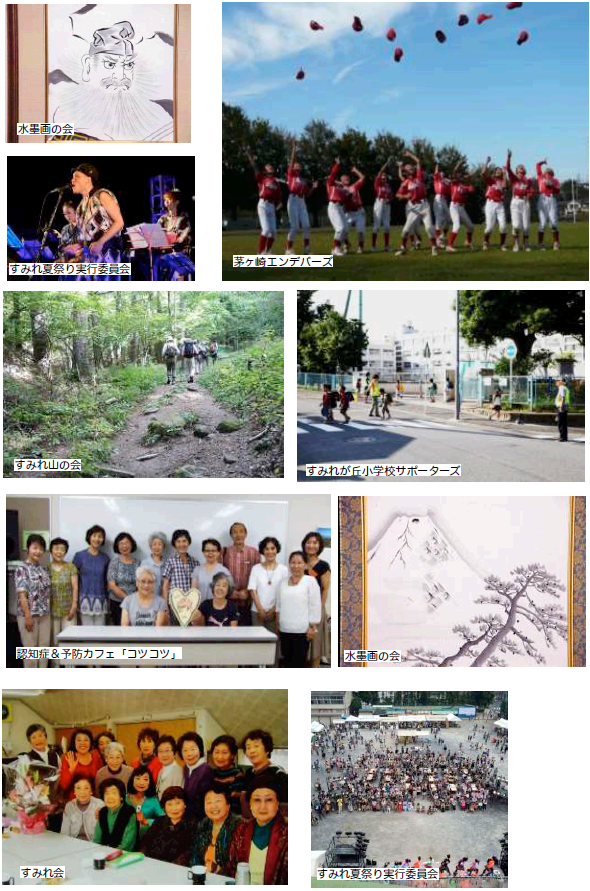 水墨画の会
すみれ夏祭り実行委員会
茅ヶ崎エンデバーズ
すみれ山の会
すみれが丘小学校サポーターズ
認知症＆予防カフェ「コツコツ」
水墨画の会
すみれ会
すみれ夏祭り実行委員会